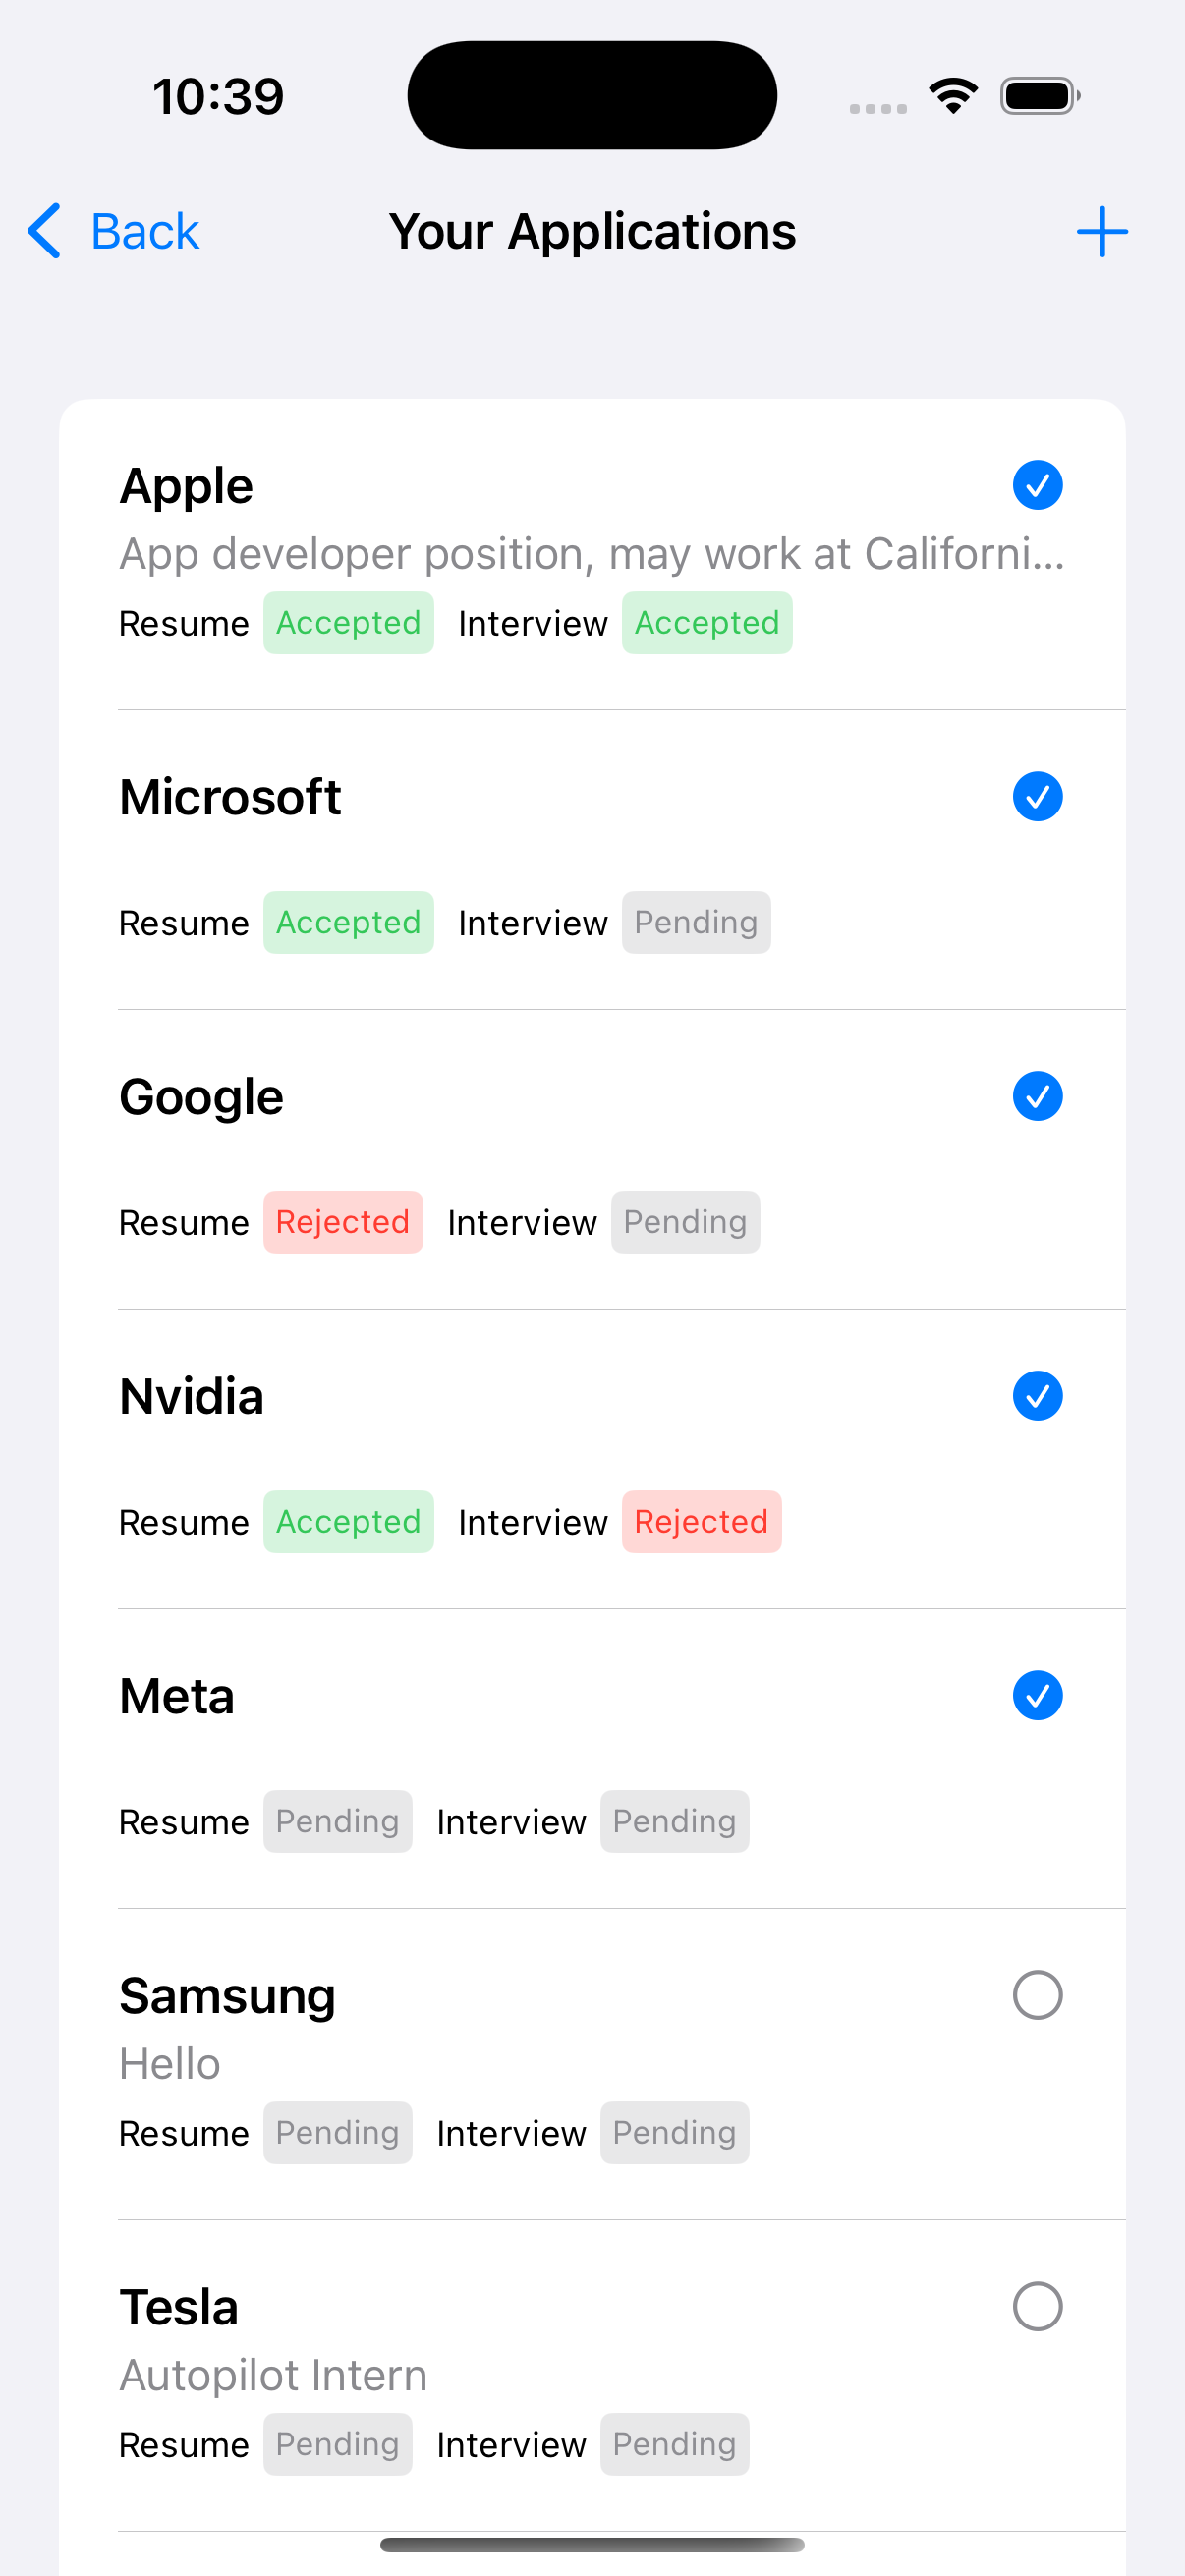 10:39
Back Your Applications
Apple
App developer position, may work at Californi...
Resume Accepted Interview Accepted
Microsoft
Resume Accepted Interview Pending
Google
Resume Rejected Interview Pending
Nvidia
Resume Accepted Interview Rejected
Meta
Resume Pending Interview Pending
Samsung
Hello
Resume Pending Interview Pending
Tesla
Autopilot Intern
Resume Pending Interview Pending